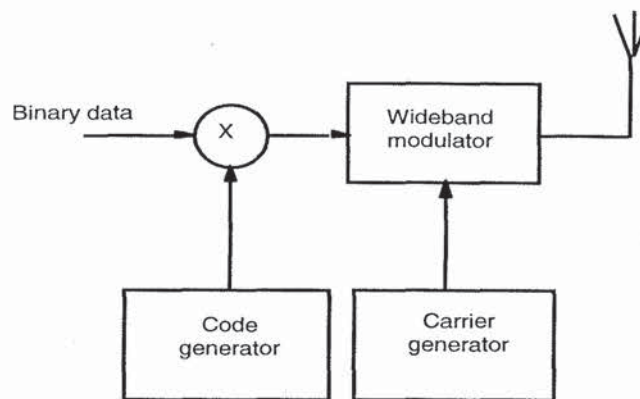 Binary data
X
Wideband
modulator
Code
generator
Carrier
generator